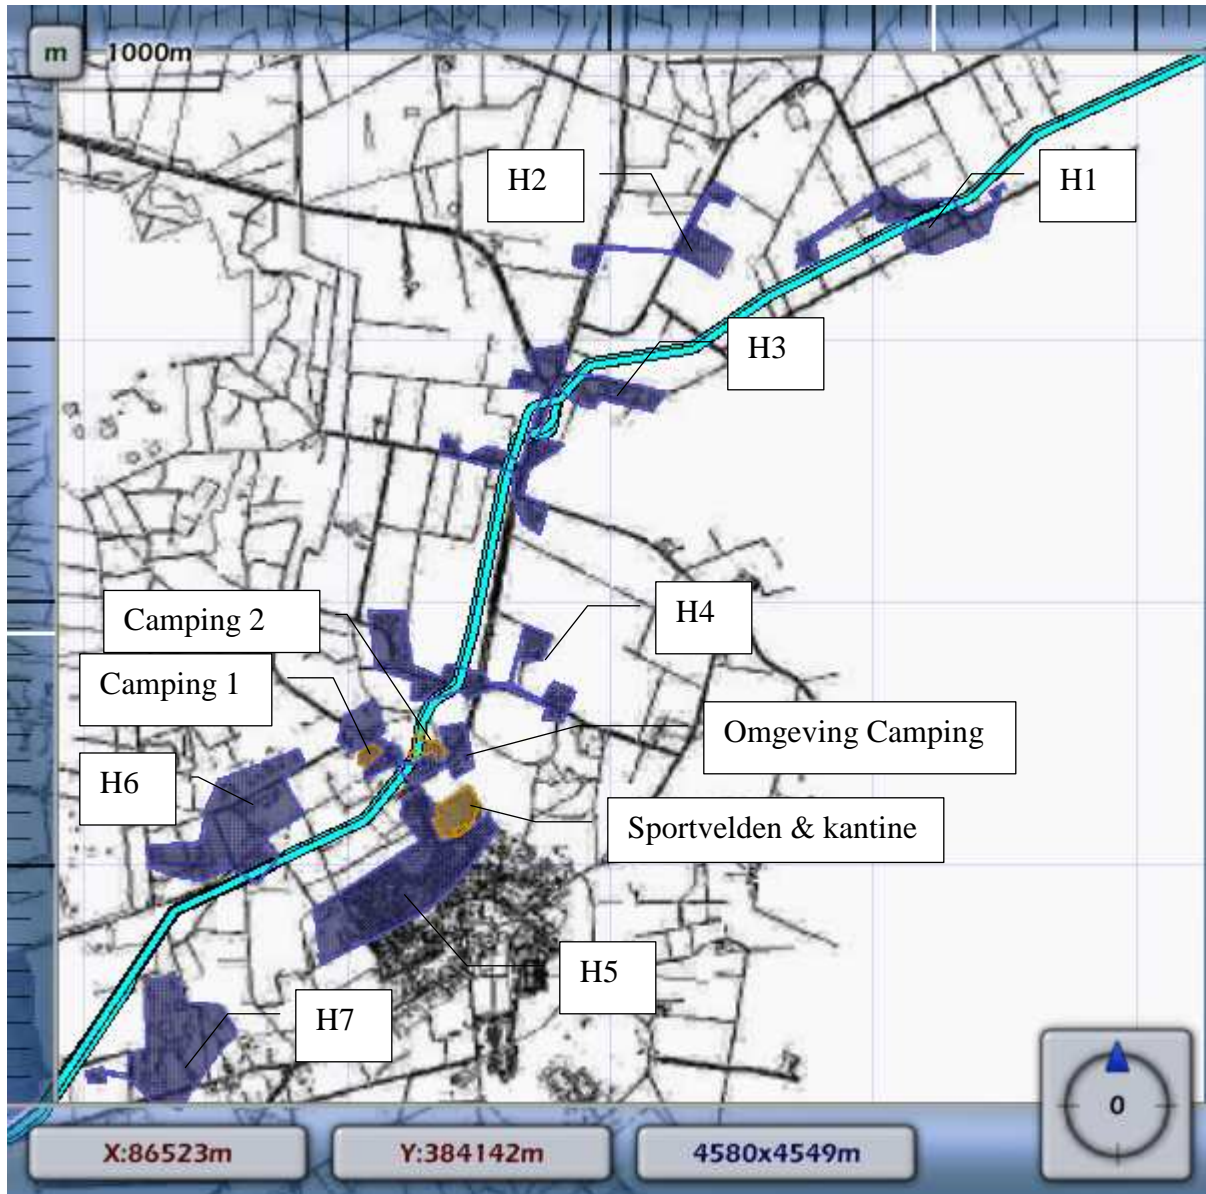 m 1000m
H2
H1
H3
Camping 2
H4
Camping 1
Omgeving Camping
H6
Sportvelden & kantine
H5
H7
0
X:86523m Y:384142m 4580x4549m